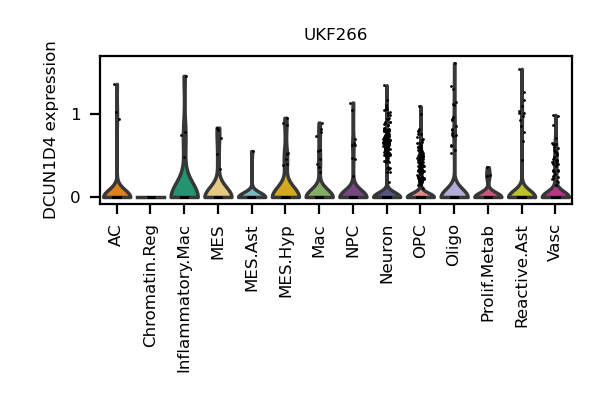 UKF266
DCUN1D4 expression
1
0
AC
Chromatin.Reg
Inflammatory.Mac
MES
MES.Ast
MES.Hyp
Mac
NPC
Neuron
OPC
Oligo
Prolif.Metab
Reactive.Ast
Vasc